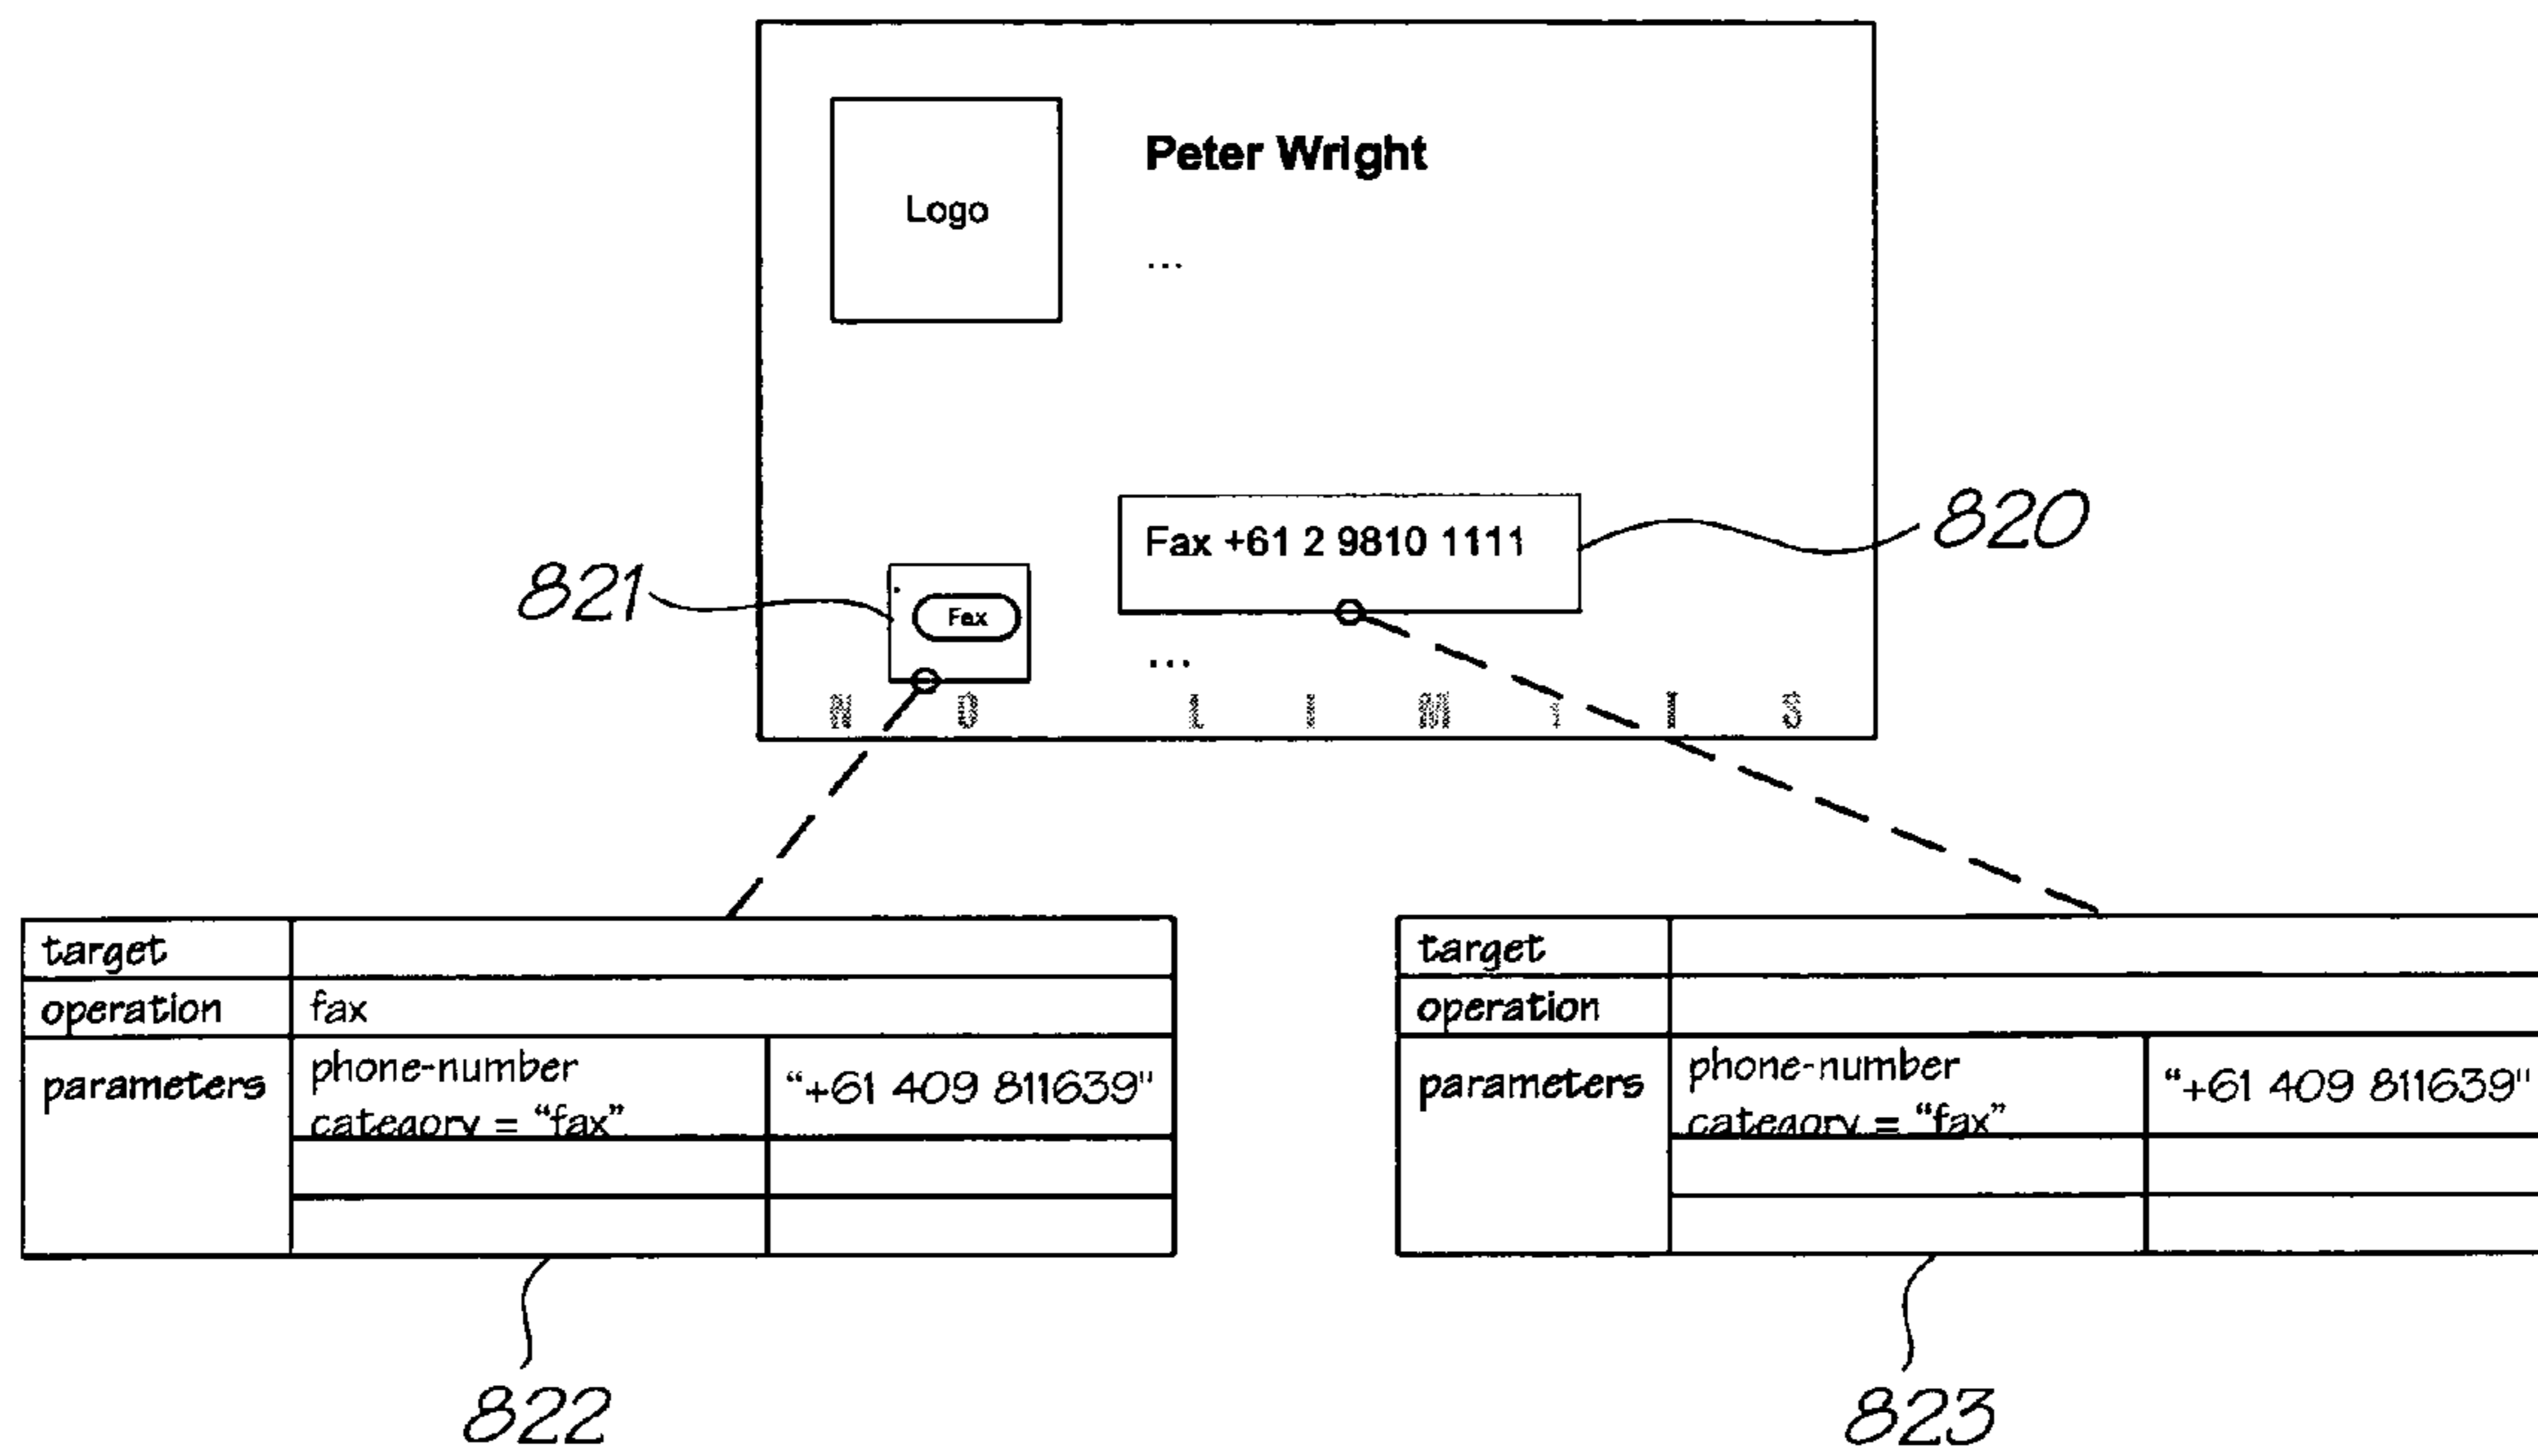 Peter Wright
Logo
...
820
Fax +61 2 9810 1111
821
Fax
...
N O L I M I T S
target
operation fax
parameters phone-number "+61 409 811639"
category = "fax"
target
operation
parameters phone-number "+61 409 811639"
category = "fax"
822
823